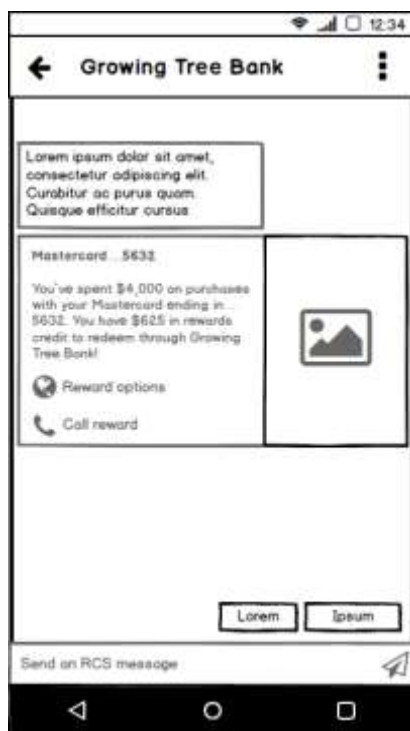 12:34
Growing Tree Bank
Lorem ipsum dolor sit amet,
consectetur adipiscing elit.
Curabitur ac purus quam.
Quisque efficitur cursus
Mastercard ...5632
You've spent $4,000 on purchases
with your Mastercard ending in ...
5632. You have $625 in rewards
credit to redeem through Growing
Tree Bank!
Reward options
Call reward
Lorem
Ipsum
Send an RCS message